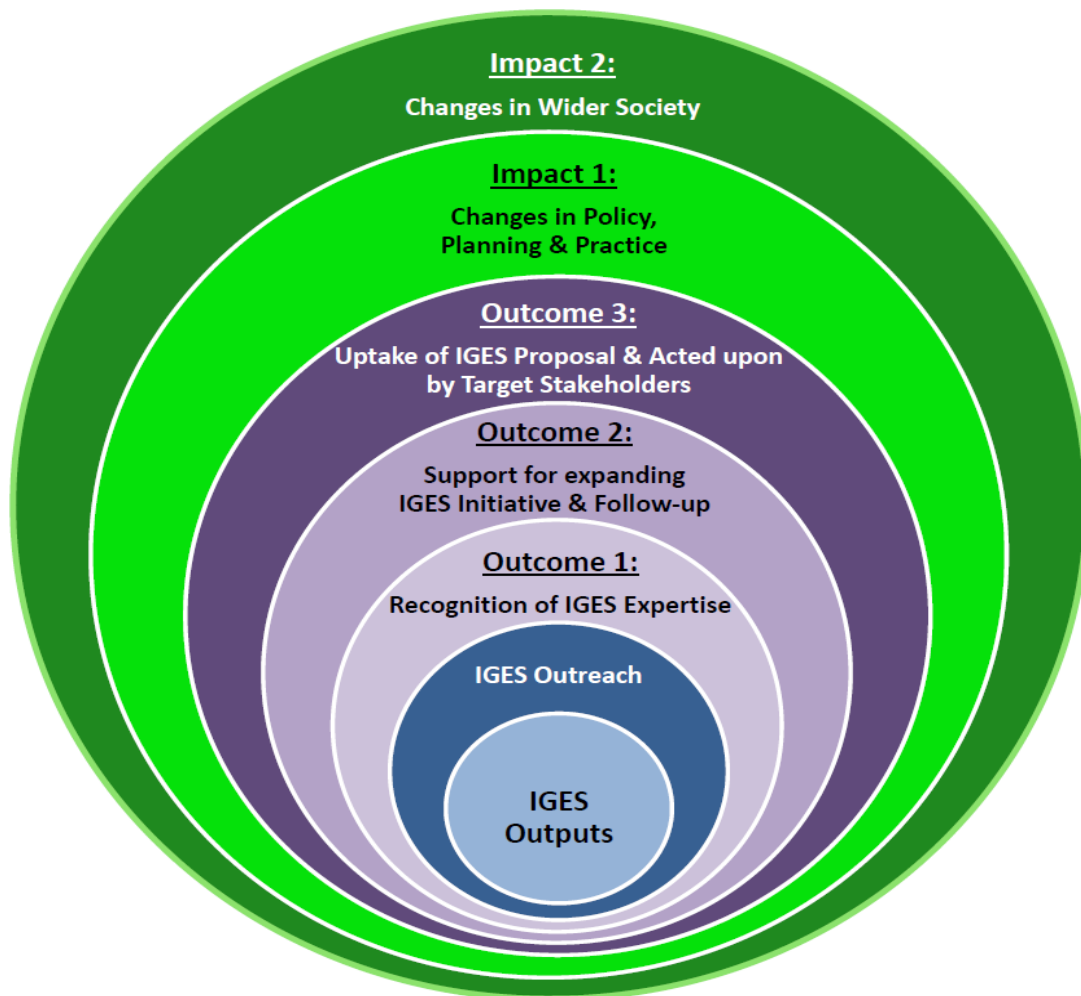 Impact 2:
Changes in Wider Society
Impact 1:
Changes in Policy,
Planning & Practice
Outcome 3:
Uptake of IGES Proposal & Acted upon
by Target Stakeholders
Outcome 2:
Support for expanding
IGES Initiative & Follow-up
Outcome 1:
Recognition of IGES Expertise
IGES Outreach
IGES
Outputs